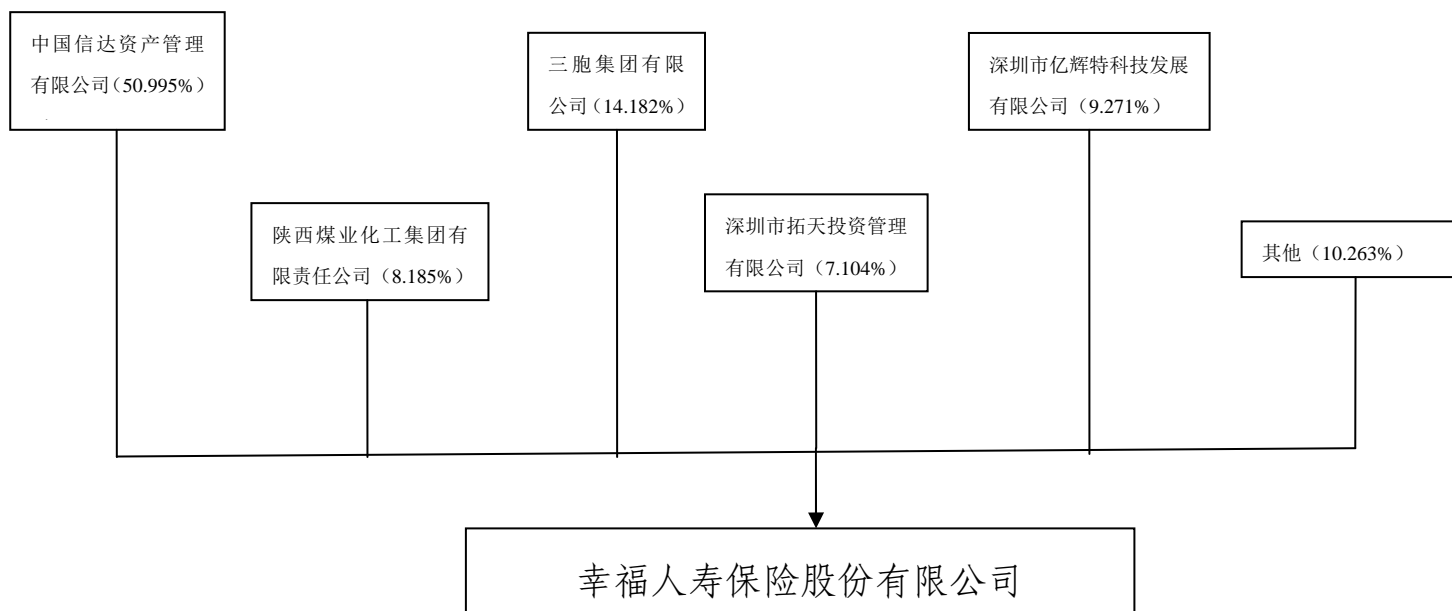 中国信达资产管理
有限公司（50.995%）
三胞集团有限
公司（14.182%）
深圳市亿辉特科技发展
有限公司（9.271%）
陕西煤业化工集团有
限责任公司（8.185%）
深圳市拓天投资管理
有限公司（7.104%）
其他（10.263%）
幸福人寿保险股份有限公司